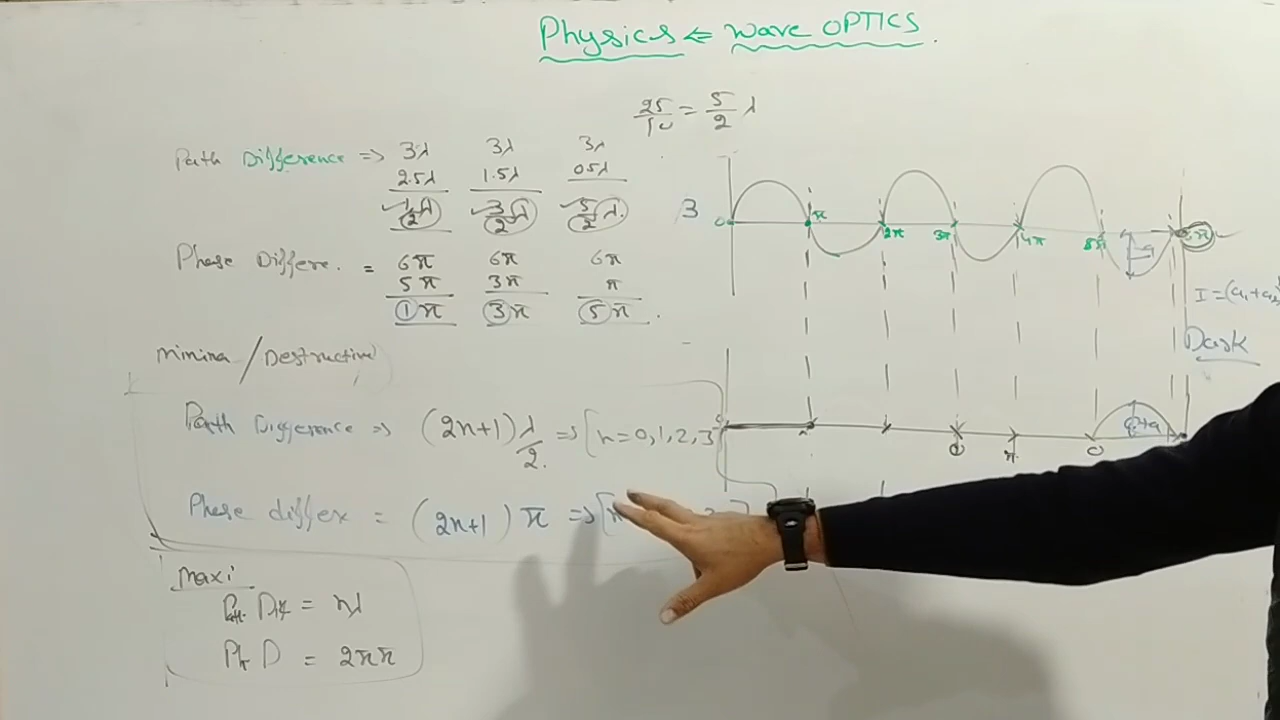 Physics ⇐ Wave OPTICS.
25/10 = 5/2 λ
Path Difference => 3λ 3λ 3λ
2.5λ 1.5λ 05λ
1/2 λ 3/2 λ 5/2 λ.
Phase Differe. = 6π 6π 6π
5π 3π π
1π 3π 5π.
3 0 π 2π 3π 4π 5π 6π
a
I=(a₁+a₂
Dark
Minima / Destructive
Path Difference => (2n+1) λ/2. => [n=0,1,2,3
Phase differ = (2n+1) π =>
Maxi
Path Dif = nλ
Ph D = 2nπ